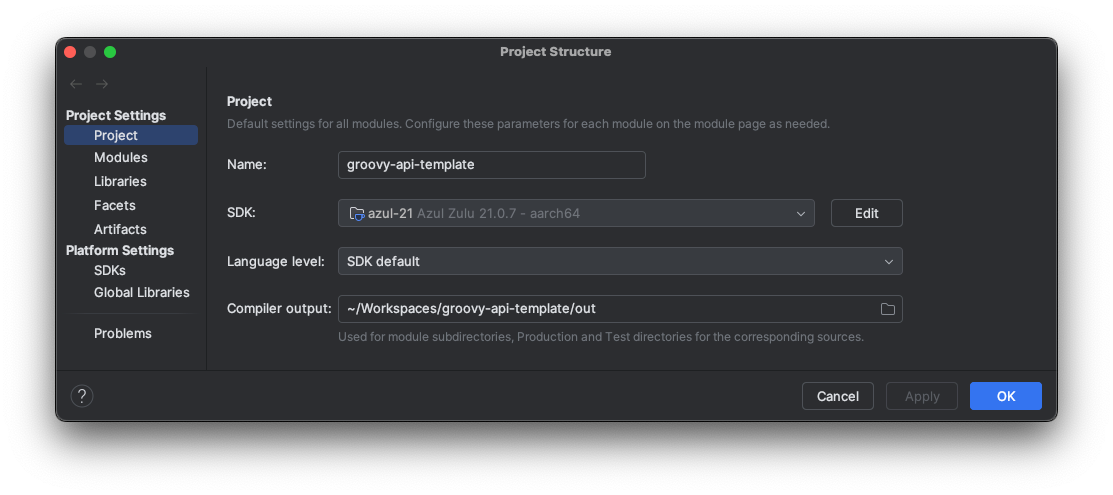 Project Structure
Project Settings
Project
Modules
Libraries
Facets
Artifacts
Platform Settings
SDKs
Global Libraries
Problems
Project
Default settings for all modules. Configure these parameters for each module on the module page as needed.
Name: groovy-api-template
SDK: azul-21 Azul Zulu 21.0.7 - aarch64 Edit
Language level: SDK default
Compiler output: ~/Workspaces/groovy-api-template/out
Used for module subdirectories, Production and Test directories for the corresponding sources.
? Cancel Apply OK